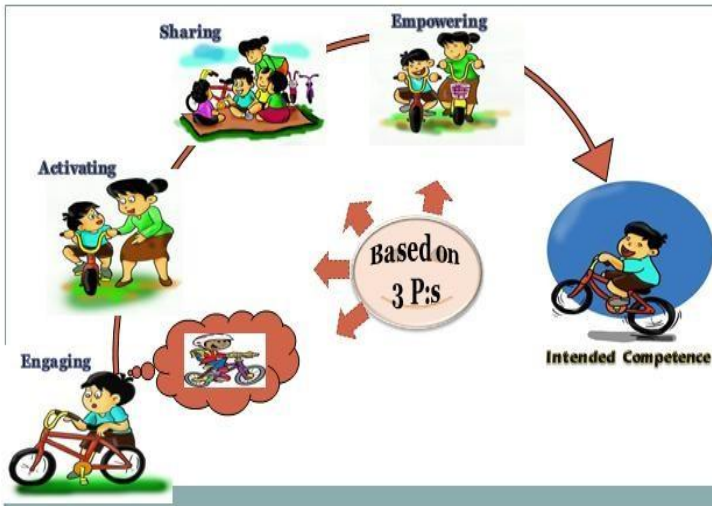 Sharing
Empowering
Activating
Based on
3 P:s
Engaging
Intended Competence